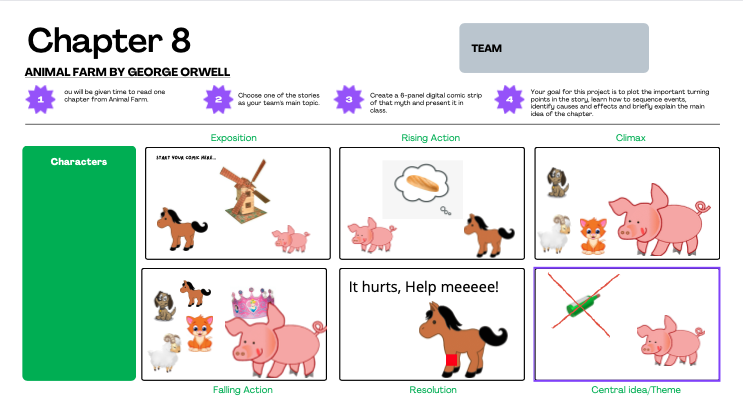 Chapter 8
TEAM
ANIMAL FARM BY GEORGE ORWELL
1
ou will be given time to read one
chapter from Animal Farm.
2
Choose one of the stories
as your team's main topic.
3
Create a 6-panel digital comic strip
of that myth and present it in
class.
4
Your goal for this project is to plot the important turning
points in the story, learn how to sequence events,
identify causes and effects and briefly explain the main
idea of the chapter.
Exposition
Rising Action
Climax
Characters
START YOUR COMIC HERE...
It hurts, Help meeeee!
Falling Action
Resolution
Central idea/Theme